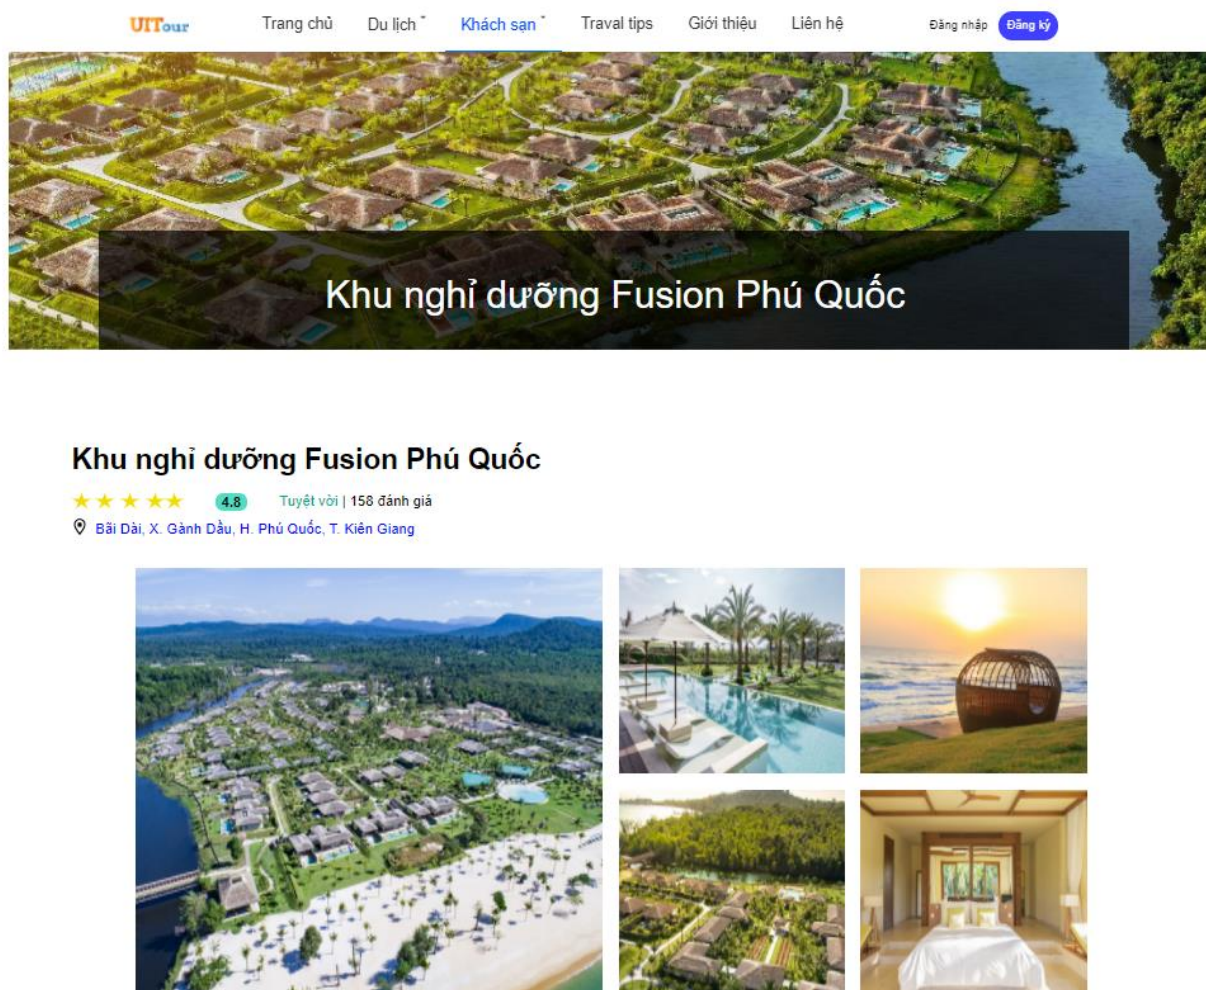 UITour
Trang chủ Du lịch ˇ Khách sạn ˇ Traval tips Giới thiệu Liên hệ Đăng nhập Đăng ký
Khu nghỉ dưỡng Fusion Phú Quốc
Khu nghỉ dưỡng Fusion Phú Quốc
4.8 Tuyệt vời | 158 đánh giá
Bãi Dài, X. Gành Dầu, H. Phú Quốc, T. Kiên Giang